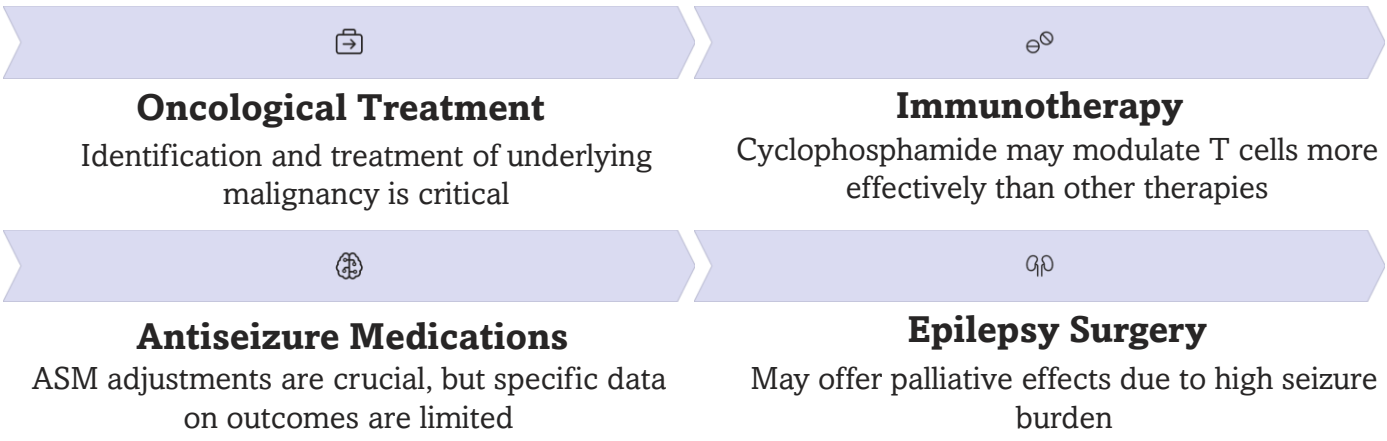 Oncological Treatment
Identification and treatment of underlying
malignancy is critical
Immunotherapy
Cyclophosphamide may modulate T cells more
effectively than other therapies
Antiseizure Medications
ASM adjustments are crucial, but specific data
on outcomes are limited
Epilepsy Surgery
May offer palliative effects due to high seizure
burden